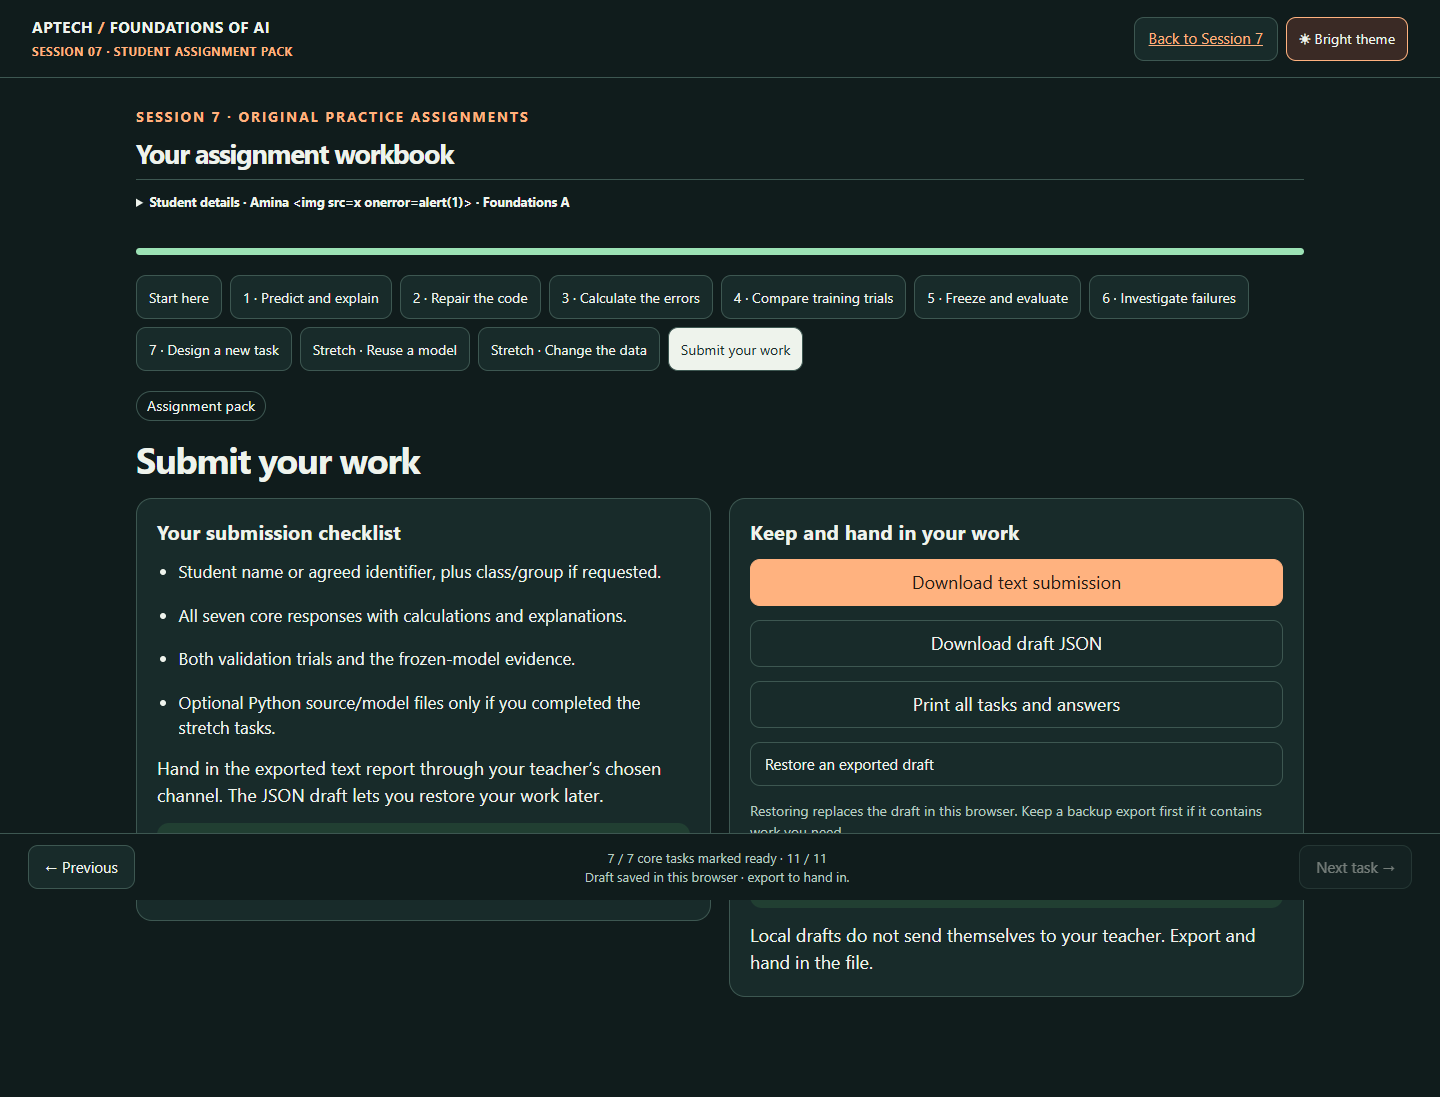 APTECH / FOUNDATIONS OF AI
SESSION 07 · STUDENT ASSIGNMENT PACK
Back to Session 7
☀ Bright theme
SESSION 7 · ORIGINAL PRACTICE ASSIGNMENTS
Your assignment workbook
▶ Student details · Amina <img src=x onerror=alert(1)> · Foundations A
Start here
1 · Predict and explain
2 · Repair the code
3 · Calculate the errors
4 · Compare training trials
5 · Freeze and evaluate
6 · Investigate failures
7 · Design a new task
Stretch · Reuse a model
Stretch · Change the data
Submit your work
Assignment pack
Submit your work
Your submission checklist
• Student name or agreed identifier, plus class/group if requested.
• All seven core responses with calculations and explanations.
• Both validation trials and the frozen-model evidence.
• Optional Python source/model files only if you completed the
stretch tasks.
Hand in the exported text report through your teacher’s chosen
channel. The JSON draft lets you restore your work later.
Keep and hand in your work
Download text submission
Download draft JSON
Print all tasks and answers
Restore an exported draft
Restoring replaces the draft in this browser. Keep a backup export first if it contains
work you need.
Local drafts do not send themselves to your teacher. Export and
hand in the file.
← Previous
7 / 7 core tasks marked ready · 11 / 11
Draft saved in this browser · export to hand in.
Next task →